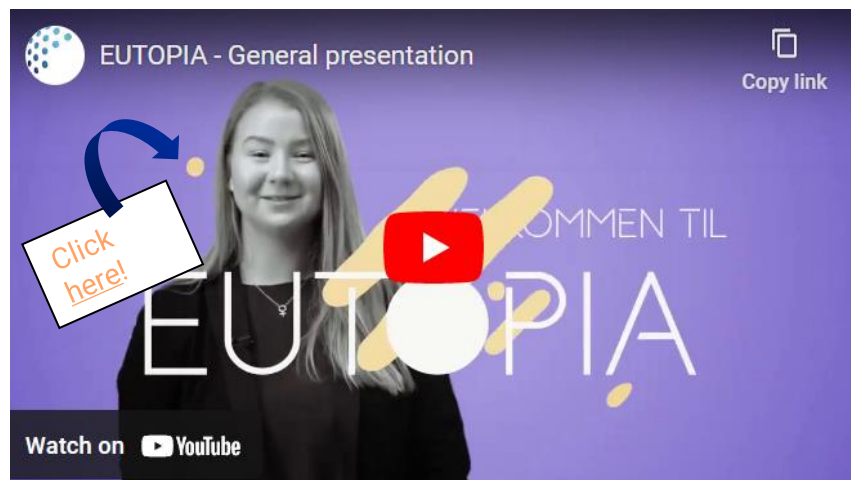 EUTOPIA - General presentation
Copy link
Click
here!
KOMMEN TIL
EUTOPIA
Watch on YouTube